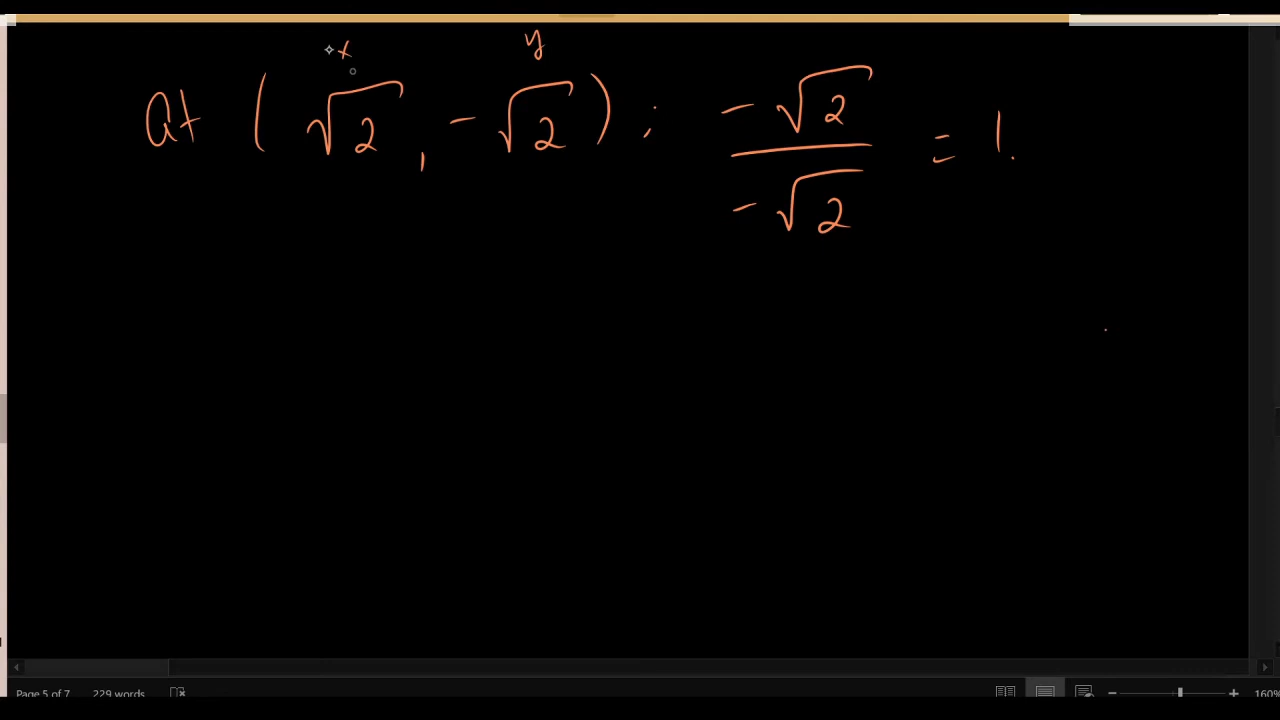 x y
At ( √2 , - √2 ) ; - √2 / - √2 = 1.
Page 5 of 7 229 words 160%